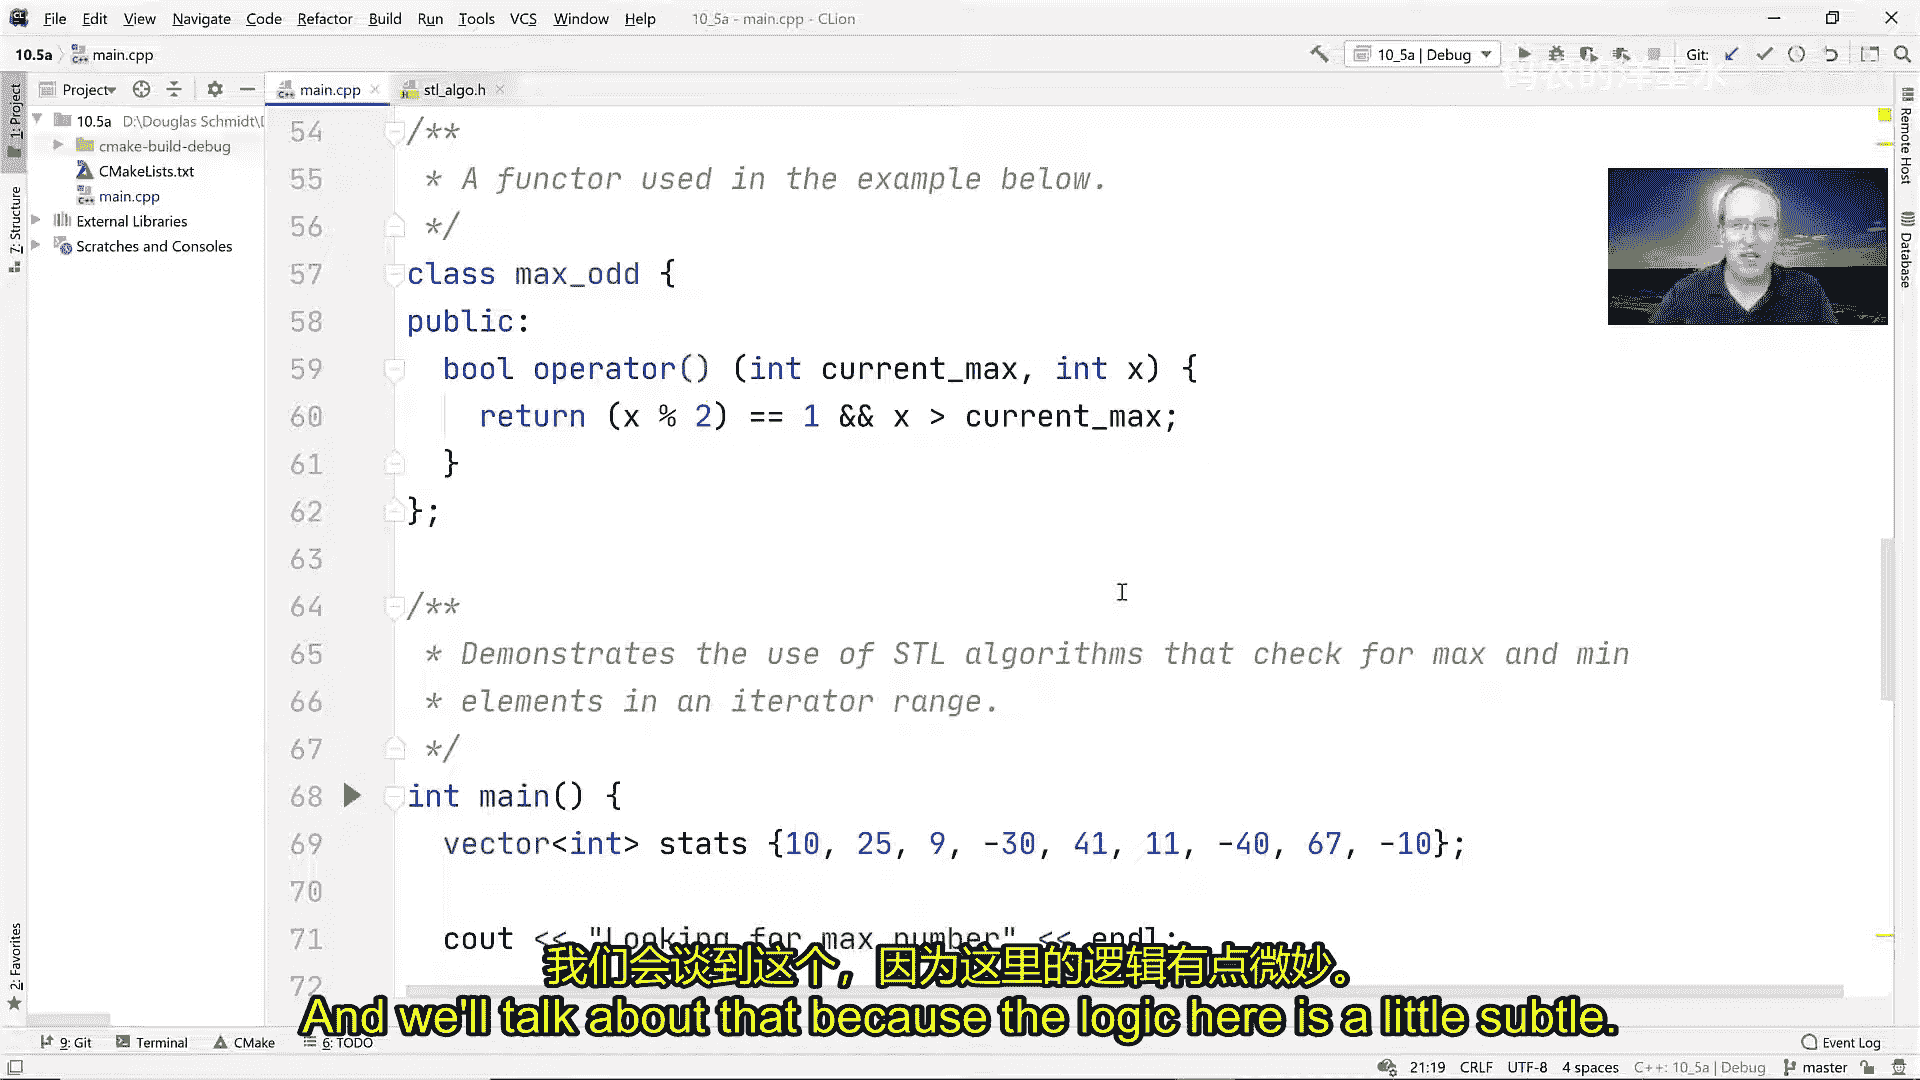 File Edit View Navigate Code Refactor Build Run Tools VCS Window Help 10_5a - main.cpp - CLion
10.5a main.cpp 10_5a | Debug Git:
Project main.cpp stl_algo.h
1: Project
7: Structure
2: Favorites
10.5a D:\Douglas Schmidt\
cmake-build-debug
CMakeLists.txt
main.cpp
External Libraries
Scratches and Consoles
54 /**
55 * A functor used in the example below.
56 */
57 class max_odd {
58 public:
59 bool operator() (int current_max, int x) {
60 return (x % 2) == 1 && x > current_max;
61 }
62 };
63
64 /**
65 * Demonstrates the use of STL algorithms that check for max and min
66 * elements in an iterator range.
67 */
68 int main() {
69 vector<int> stats {10, 25, 9, -30, 41, 11, -40, 67, -10};
70
71 cout << "Looking for max number" << endl;
72
Remote Host
Database
我们会谈到这个，因为这里的逻辑有点微妙。
And we'll talk about that because the logic here is a little subtle.
9: Git Terminal CMake 6: TODO Event Log
21:19 CRLF UTF-8 4 spaces C++: 10_5a | Debug master